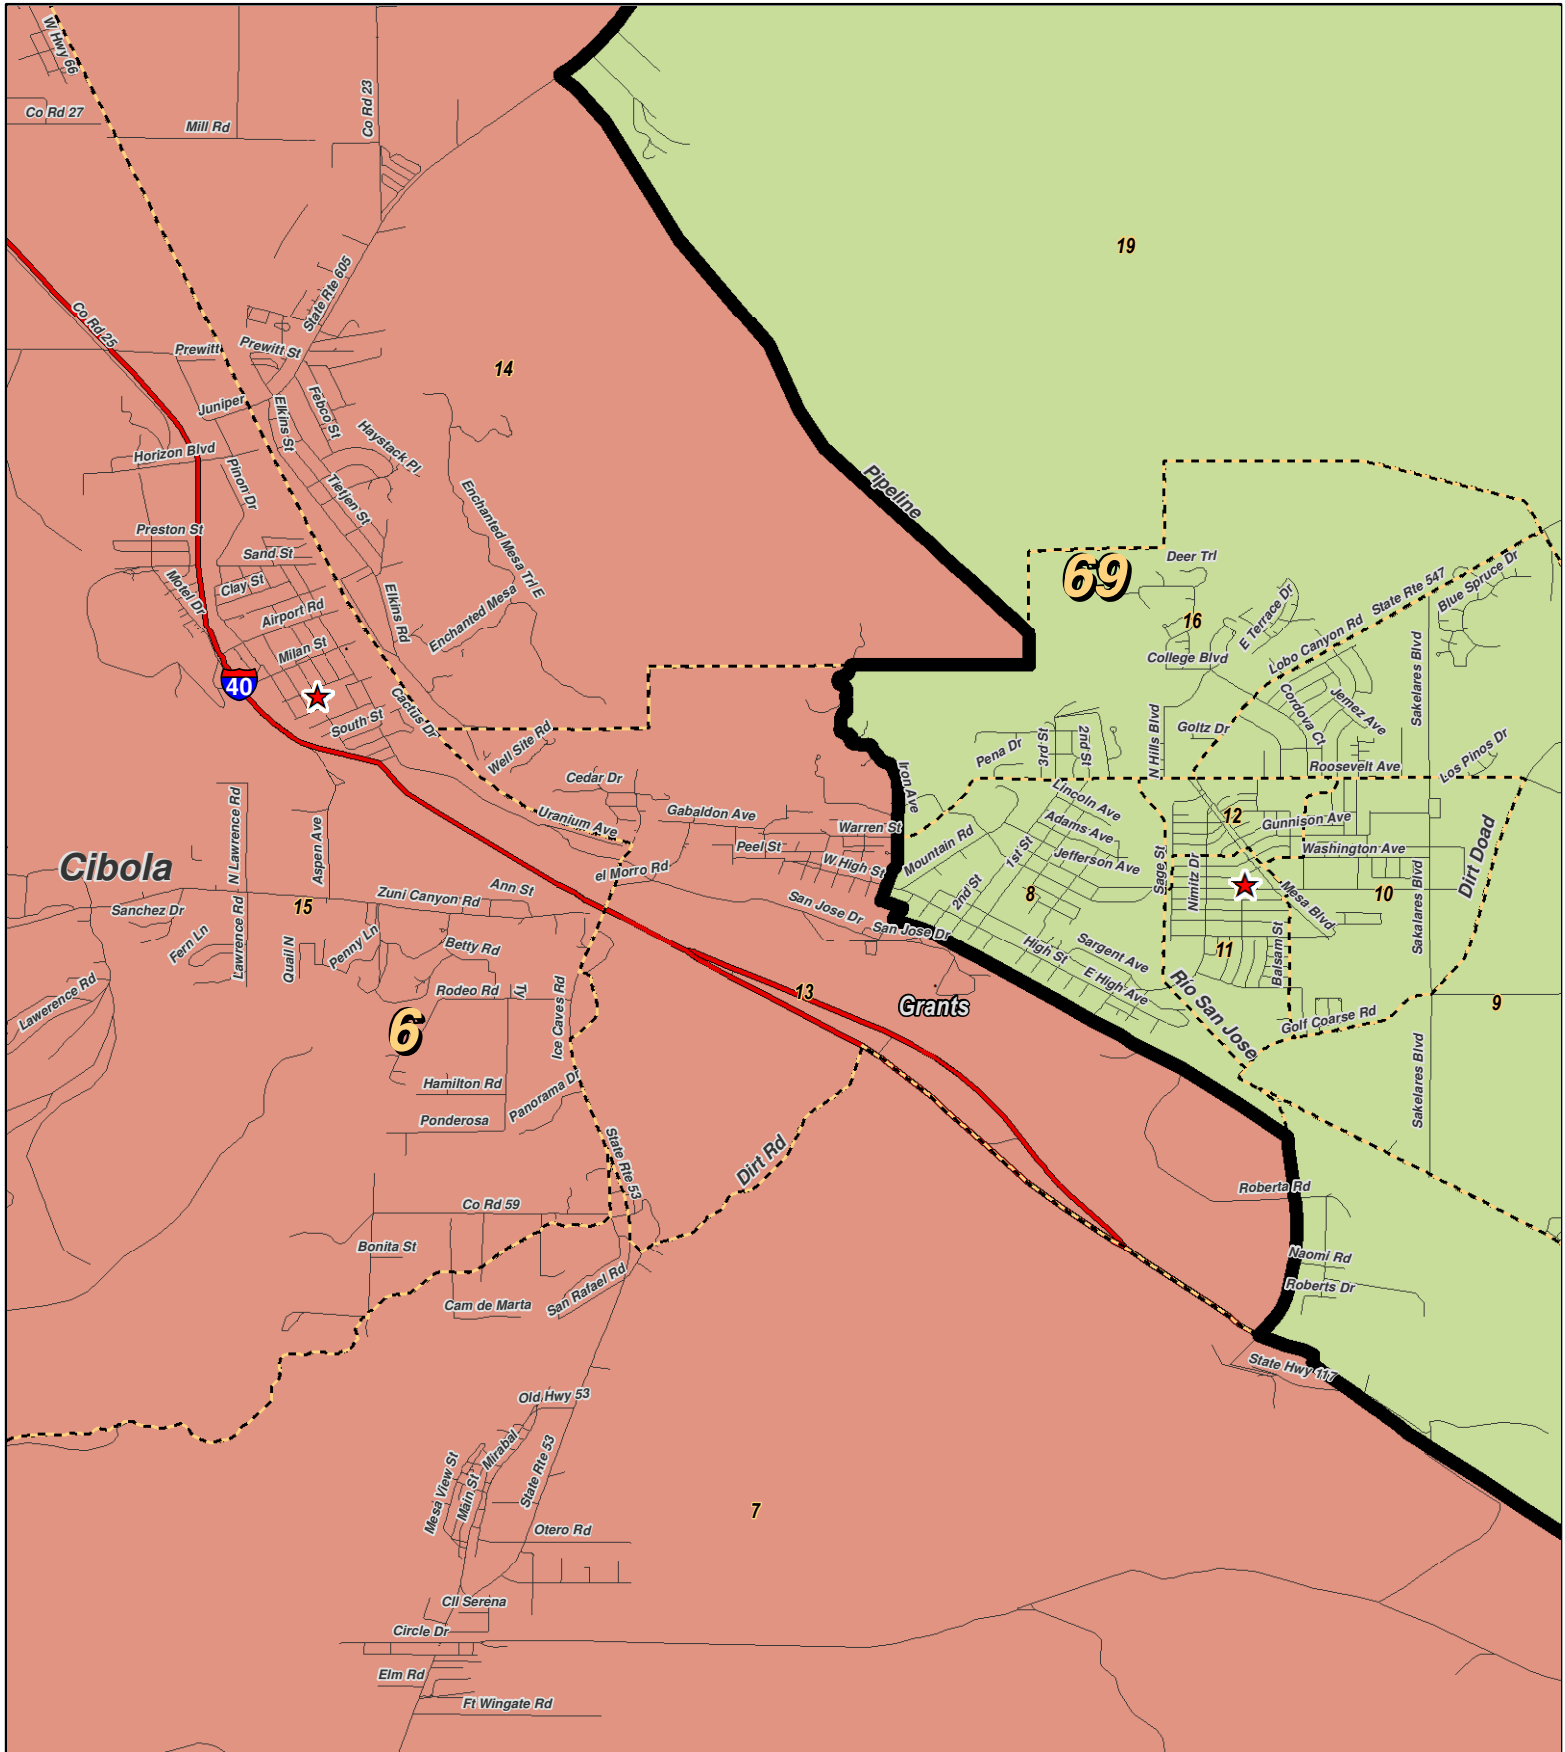 W Hwy 66
Co Rd 27
Mill Rd
Co Rd 23
19
State Rte 605
Co Rd 25
Prewitt
Prewitt St
14
Juniper
Elkins St
Febco St
Haystack Pl
Horizon Blvd
Pinon Dr
Tietjen St
Pipeline
Enchanted Mesa Trl E
Preston St
Sand St
Motel Dr
Clay St
Airport Rd
Elkins Rd
Enchanted Mesa
Milan St
40
South St
Cactus Dr
Well Site Rd
69
Deer Trl
16
E Terrace Dr
State Rte 547
Blue Spruce Dr
College Blvd
Lobo Canyon Rd
Sakelares Blvd
Cordova Ct
Jemez Ave
N Hills Blvd
Goltz Dr
Pena Dr
3rd St
2nd St
Roosevelt Ave
Los Pinos Dr
Cedar Dr
Iron Ave
Uranium Ave
Gabaldon Ave
Warren St
Peel St
W High St
Mountain Rd
Lincoln Ave
Adams Ave
Jefferson Ave
1st St
2nd St
8
Sage St
Nimitz Dr
12
Gunnison Ave
Washington Ave
Dirt Doad
Mesa Blvd
10
Sakalares Blvd
Cibola
N Lawrence Rd
Aspen Ave
el Morro Rd
Ann St
Zuni Canyon Rd
Sanchez Dr
15
San Jose Dr
San Jose Dr
High St
Sargent Ave
E High Ave
11
Balsam St
Fern Ln
Lawrence Rd
Quail N
Penny Ln
Betty Rd
Lawerence Rd
Rodeo Rd
Ty
Ice Caves Rd
13
Grants
Rio San Jose
Golf Coarse Rd
9
6
Sakelares Blvd
Hamilton Rd
Panorama Dr
Ponderosa
State Rte 53
Dirt Rd
Roberta Rd
Co Rd 59
Bonita St
Naomi Rd
Roberts Dr
Cam de Marta
San Rafael Rd
State Hwy 117
Old Hwy 53
Mirabal
Mesa View St
Main St
State Rte 53
7
Otero Rd
Cll Serena
Circle Dr
Elm Rd
Ft Wingate Rd